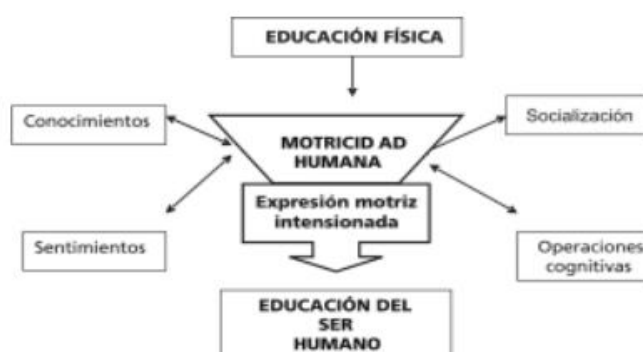 EDUCACIÓN FÍSICA
Conocimientos
Socialización
MOTRICID AD
HUMANA
Expresión motriz
intensionada
Sentimientos
Operaciones
cognitivas
EDUCACIÓN DEL
SER
HUMANO